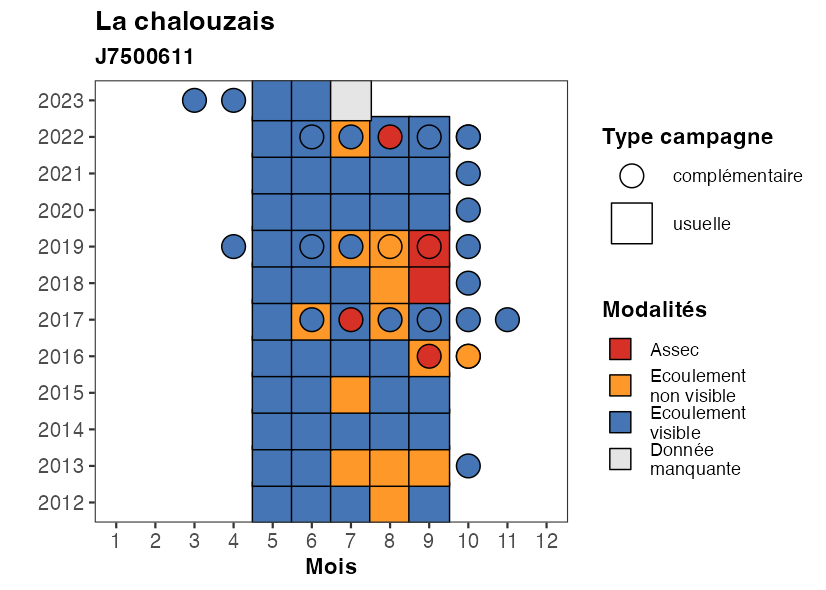 La chalouzais
J7500611
2023
2022
2021
2020
2019
2018
2017
2016
2015
2014
2013
2012
1 2 3 4 5 6 7 8 9 10 11 12
Mois
Type campagne
complémentaire
usuelle
Modalités
Assec
Ecoulement
non visible
Ecoulement
visible
Donnée
manquante